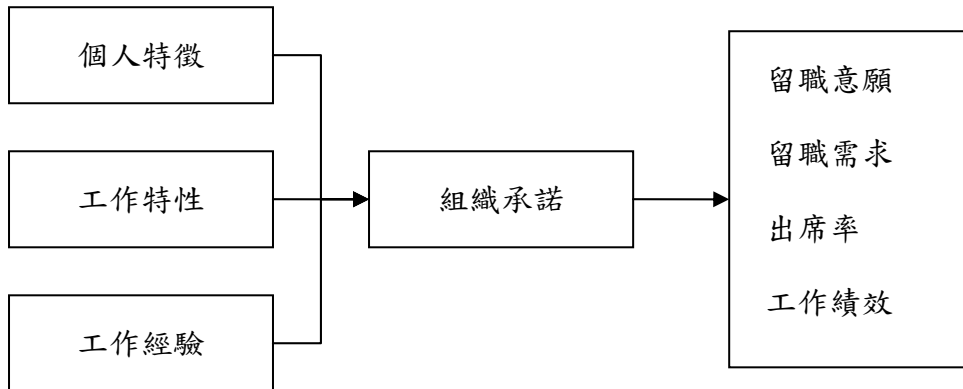 個人特徵
工作特性
工作經驗
組織承諾
留職意願
留職需求
出席率
工作績效